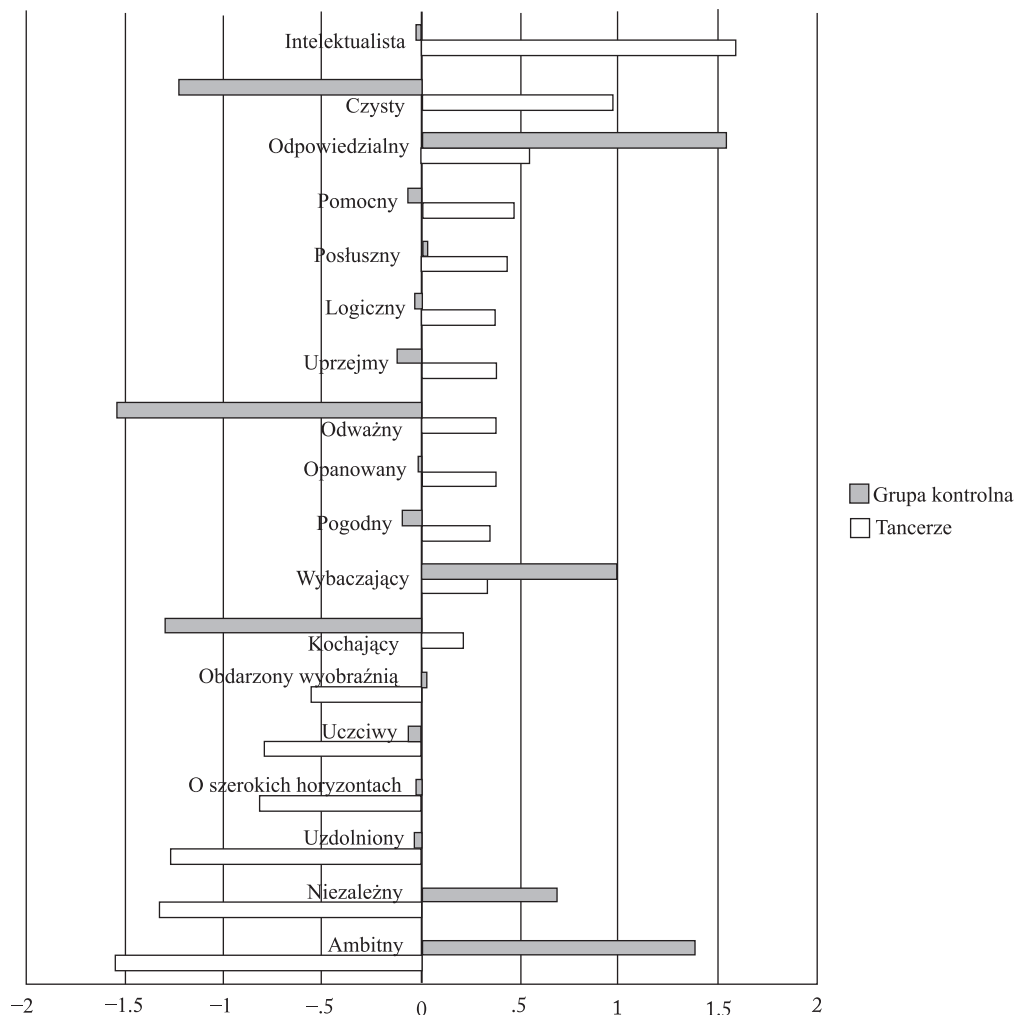 Intelektualista
Czysty
Odpowiedzialny
Pomocny
Posłuszny
Logiczny
Uprzejmy
Odważny
Opanowany
Pogodny
Wybaczający
Kochający
Obdarzony wyobraźnią
Uczciwy
O szerokich horyzontach
Uzdolniony
Niezależny
Ambitny
Grupa kontrolna
Tancerze
−2 −1.5 −1 −.5 0 .5 1 1.5 2